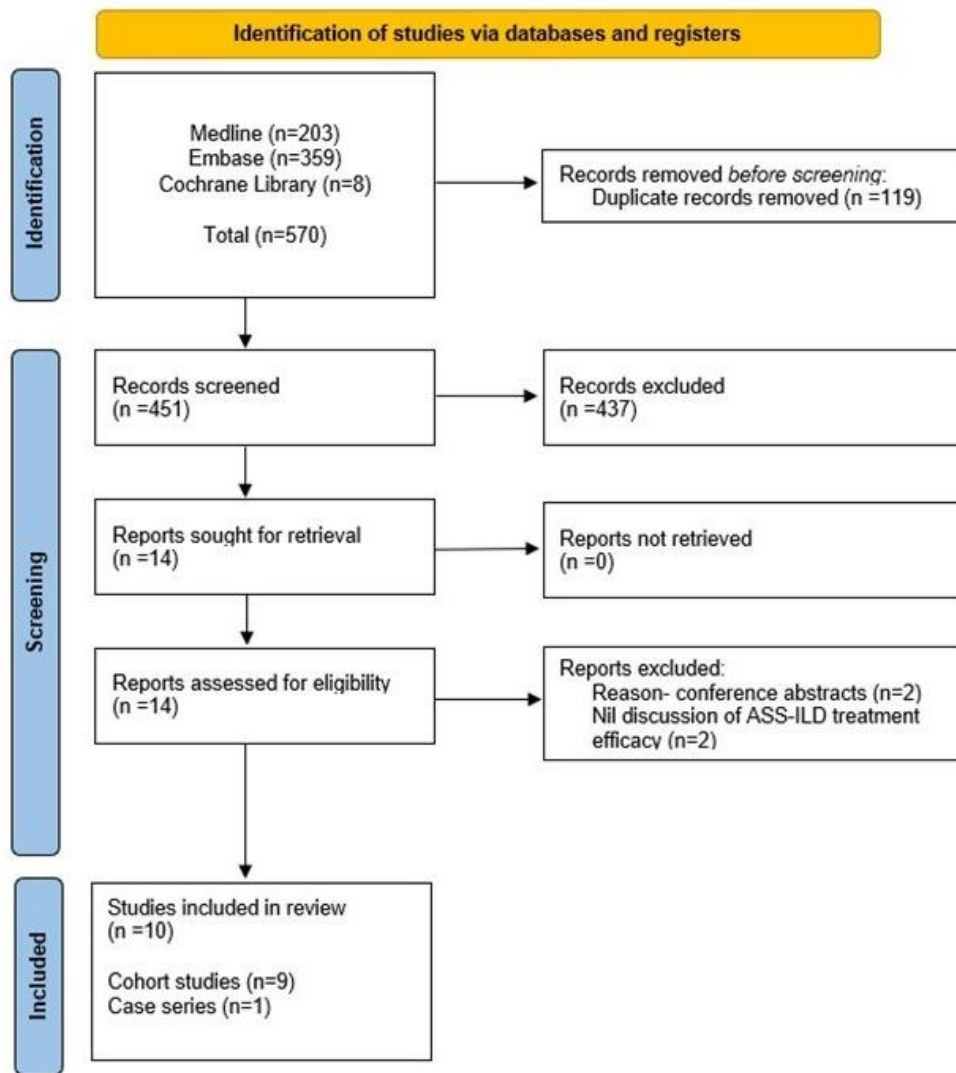 Identification of studies via databases and registers
Identification
Medline (n=203)
Embase (n=359)
Cochrane Library (n=8)
Total (n=570)
Records removed before screening:
Duplicate records removed (n =119)
Screening
Records screened
(n =451)
Records excluded
(n =437)
Reports sought for retrieval
(n =14)
Reports not retrieved
(n =0)
Reports assessed for eligibility
(n =14)
Reports excluded:
Reason- conference abstracts (n=2)
Nil discussion of ASS-ILD treatment
efficacy (n=2)
Included
Studies included in review
(n =10)
Cohort studies (n=9)
Case series (n=1)